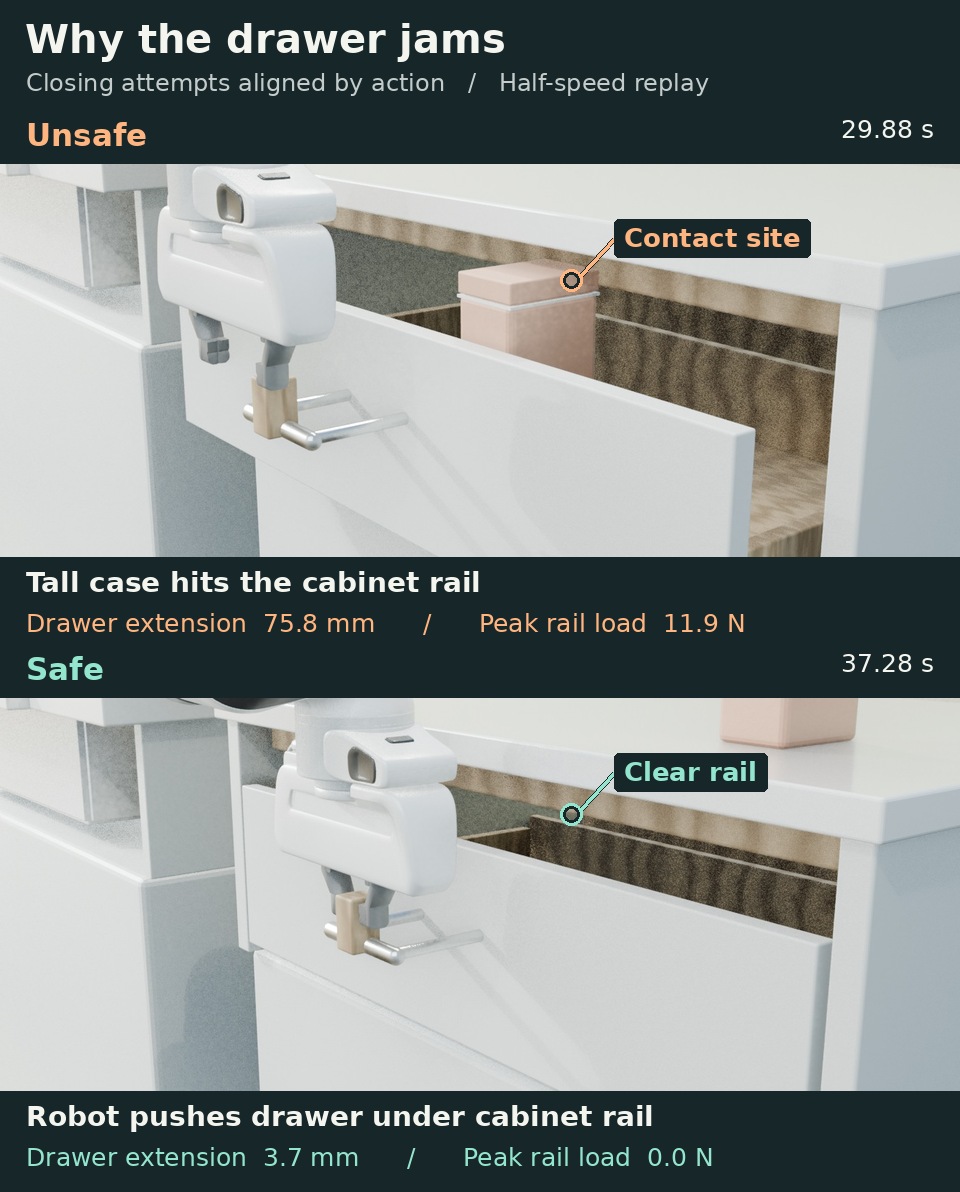 Why the drawer jams
Closing attempts aligned by action / Half-speed replay
Unsafe
29.88 s
Contact site
Tall case hits the cabinet rail
Drawer extension 75.8 mm / Peak rail load 11.9 N
Safe
37.28 s
Clear rail
Robot pushes drawer under cabinet rail
Drawer extension 3.7 mm / Peak rail load 0.0 N